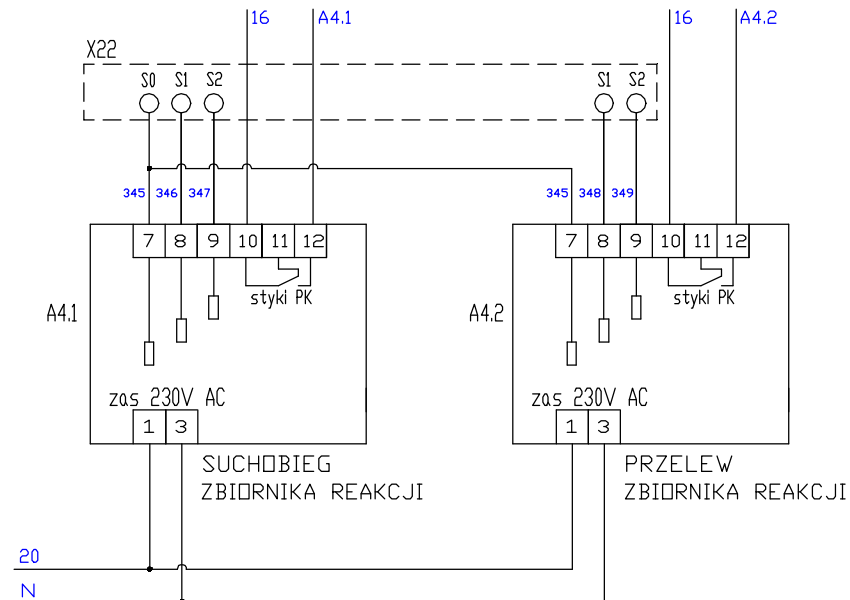 16 A4.1 16 A4.2
X22
S0 S1 S2 S1 S2
345 346 347 345 348 349
7 8 9 10 11 12 7 8 9 10 11 12
styki PK styki PK
A4.1 A4.2
zas 230V AC zas 230V AC
1 3 1 3
SUCHOBIEG PRZELEW
ZBIORNIKA REAKCJI ZBIORNIKA REAKCJI
20
N